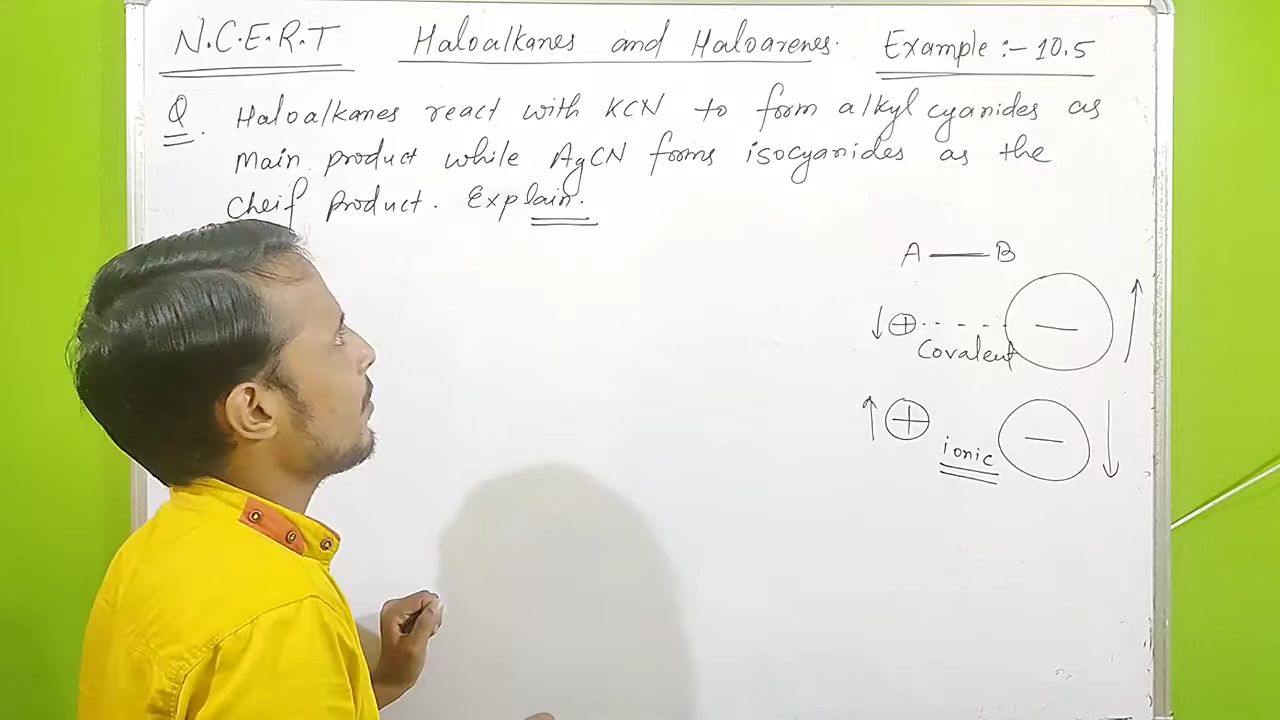 N.C.E.R.T Haloalkanes and Haloarenes. Example :- 10.5
Q. Haloalkanes react with KCN to form alkyl cyanides as
main product while AgCN forms isocyanides as the
cheif product. Explain.
A — B
↓ ⊕ - - - - − ↑
Covalent
↑ ⊕ − ↓
ionic